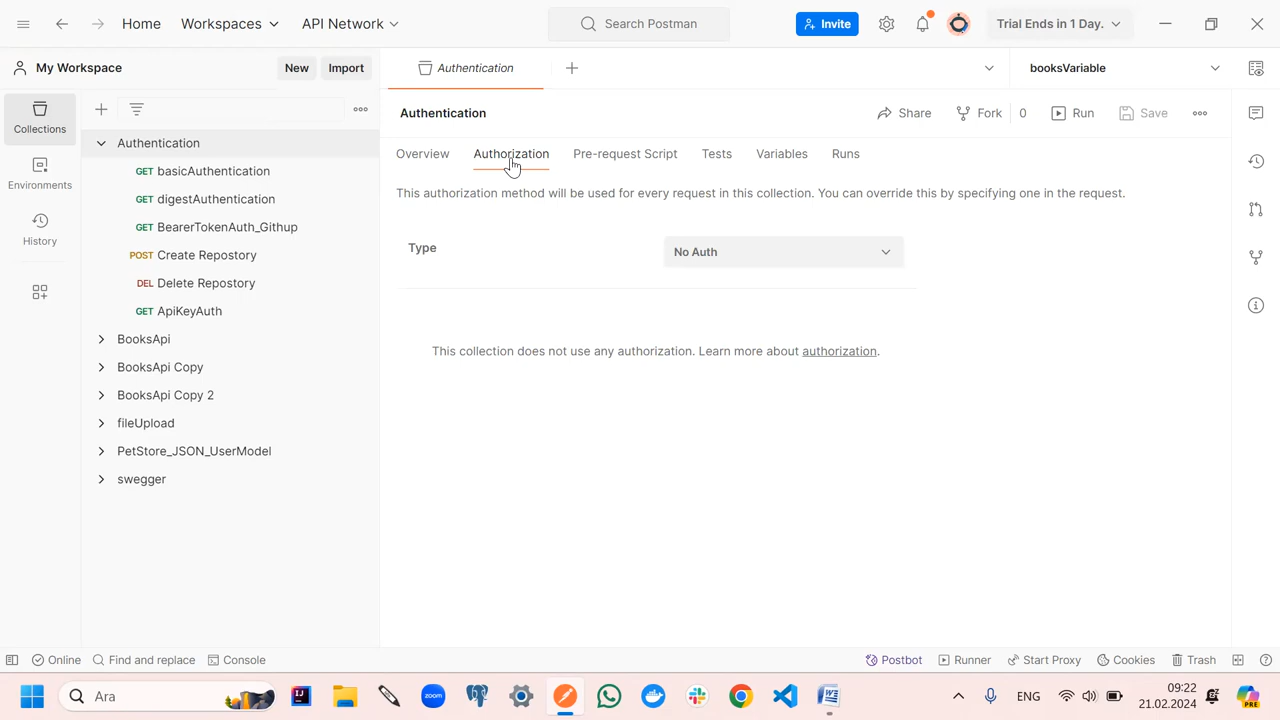 Home Workspaces API Network Search Postman Invite Trial Ends in 1 Day.
My Workspace New Import Authentication booksVariable
Collections
Environments
History
Authentication
GET basicAuthentication
GET digestAuthentication
GET BearerTokenAuth_Githup
POST Create Repostory
DEL Delete Repostory
GET ApiKeyAuth
BooksApi
BooksApi Copy
BooksApi Copy 2
fileUpload
PetStore_JSON_UserModel
swegger
Authentication Share Fork 0 Run Save
Overview Authorization Pre-request Script Tests Variables Runs
This authorization method will be used for every request in this collection. You can override this by specifying one in the request.
Type No Auth
This collection does not use any authorization. Learn more about authorization.
Online Find and replace Console Postbot Runner Start Proxy Cookies Trash
Ara zoom ENG 09:22
21.02.2024 PRE